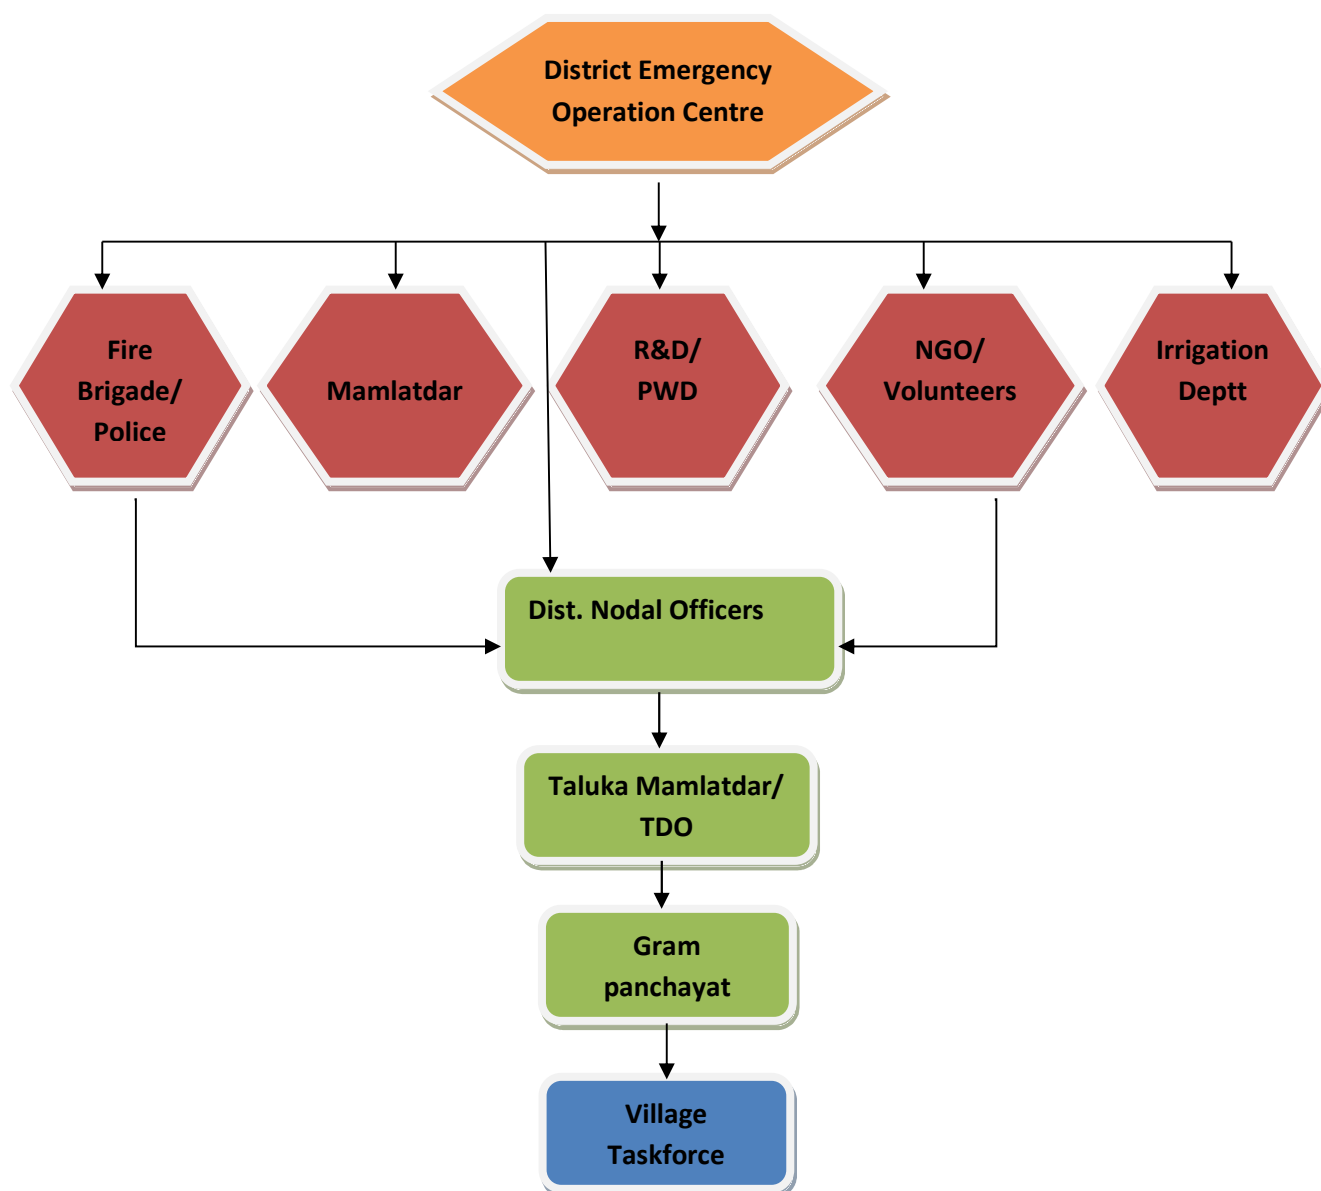 District Emergency
Operation Centre
Fire
Brigade/
Police
Mamlatdar
R&D/
PWD
NGO/
Volunteers
Irrigation
Deptt
Dist. Nodal Officers
Taluka Mamlatdar/
TDO
Gram
panchayat
Village
Taskforce